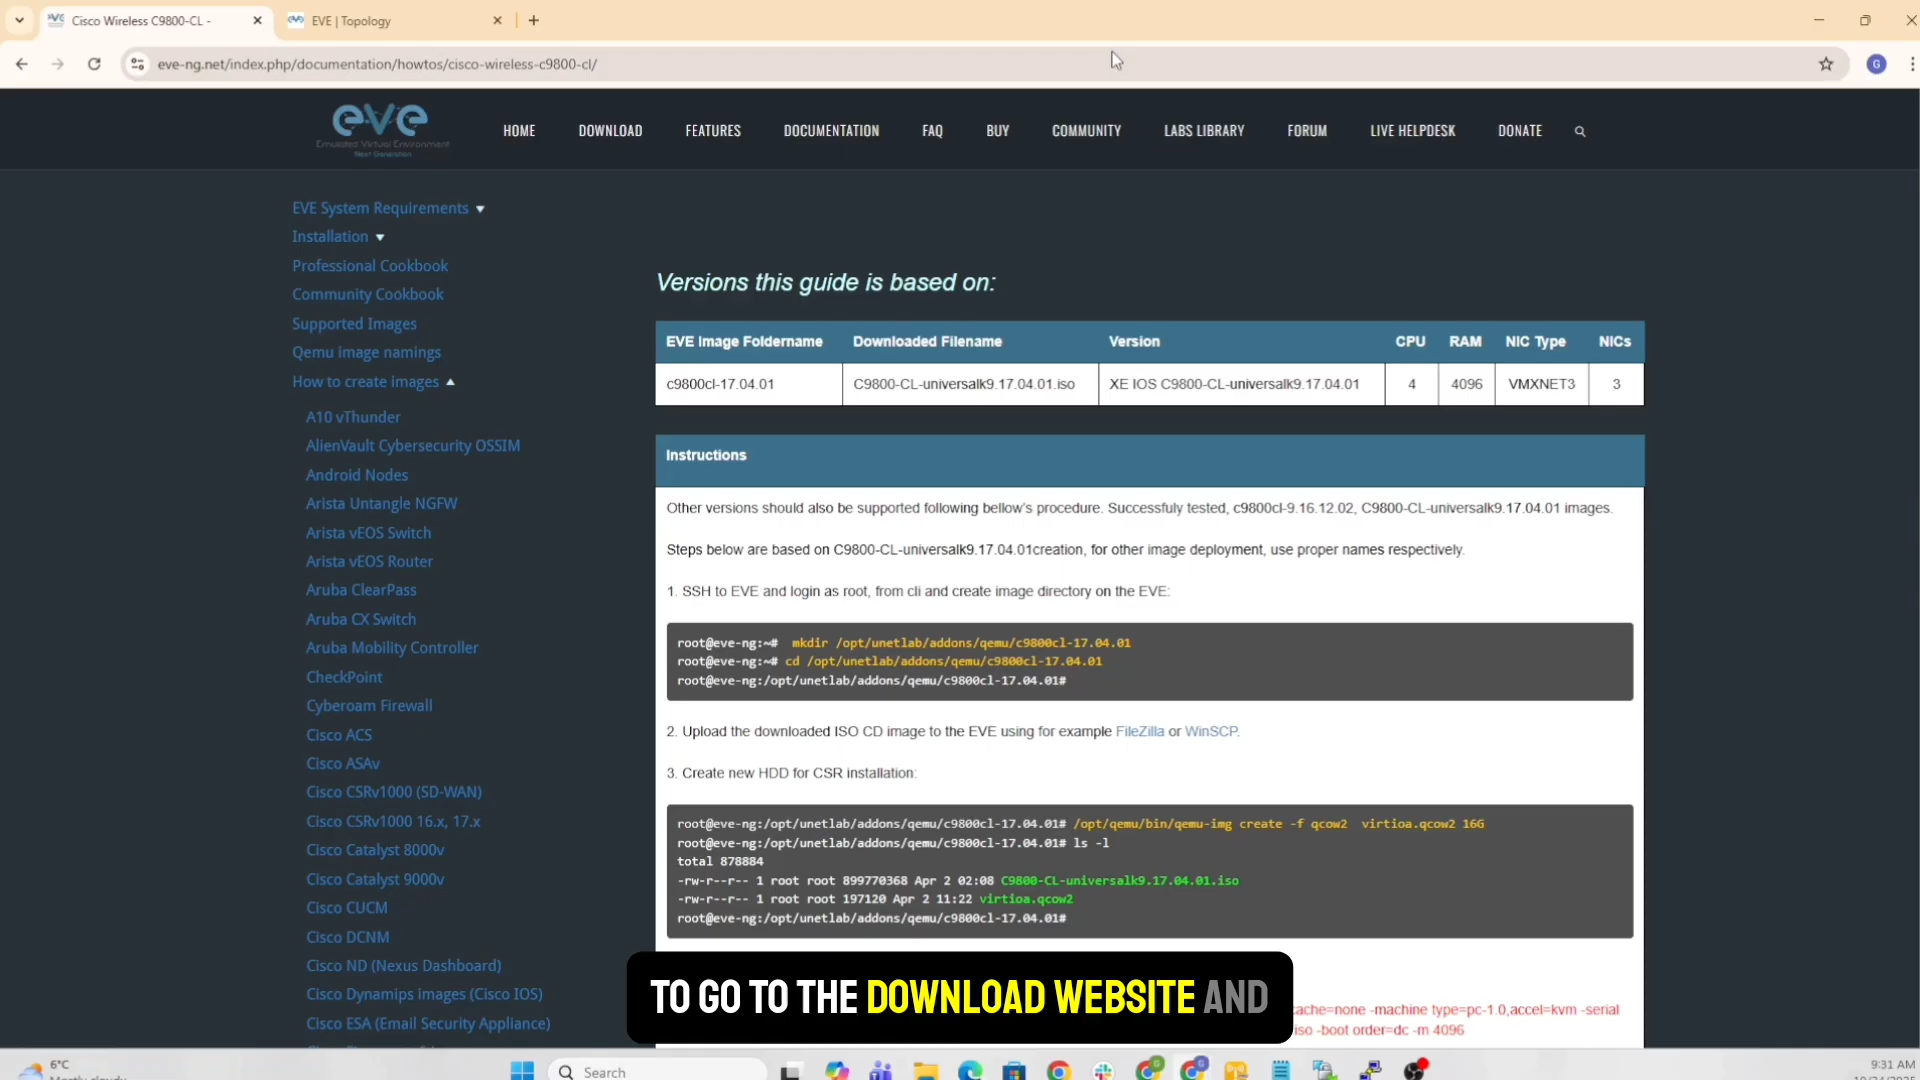 Cisco Wireless C9800-CL -
EVE | Topology
eve-ng.net/index.php/documentation/howtos/cisco-wireless-c9800-cl/
G
eve
Emulated Virtual Environment
Next Generation
HOME
DOWNLOAD
FEATURES
DOCUMENTATION
FAQ
BUY
COMMUNITY
LABS LIBRARY
FORUM
LIVE HELPDESK
DONATE
EVE System Requirements
Installation
Professional Cookbook
Community Cookbook
Supported Images
Qemu image namings
How to create images
A10 vThunder
AlienVault Cybersecurity OSSIM
Android Nodes
Arista Untangle NGFW
Arista vEOS Switch
Arista vEOS Router
Aruba ClearPass
Aruba CX Switch
Aruba Mobility Controller
CheckPoint
Cyberoam Firewall
Cisco ACS
Cisco ASAv
Cisco CSRv1000 (SD-WAN)
Cisco CSRv1000 16.x, 17.x
Cisco Catalyst 8000v
Cisco Catalyst 9000v
Cisco CUCM
Cisco DCNM
Cisco ND (Nexus Dashboard)
Cisco Dynamips images (Cisco IOS)
Cisco ESA (Email Security Appliance)
Versions this guide is based on:
EVE Image Foldername Downloaded Filename Version CPU RAM NIC Type NICs
c9800cl-17.04.01 C9800-CL-universalk9.17.04.01.iso XE IOS C9800-CL-universalk9.17.04.01 4 4096 VMXNET3 3
Instructions
Other versions should also be supported following bellow's procedure. Successfuly tested, c9800cl-9.16.12.02, C9800-CL-universalk9.17.04.01 images.
Steps below are based on C9800-CL-universalk9.17.04.01creation, for other image deployment, use proper names respectively.
1. SSH to EVE and login as root, from cli and create image directory on the EVE:
root@eve-ng:~# mkdir /opt/unetlab/addons/qemu/c9800cl-17.04.01
root@eve-ng:~# cd /opt/unetlab/addons/qemu/c9800cl-17.04.01
root@eve-ng:/opt/unetlab/addons/qemu/c9800cl-17.04.01#
2. Upload the downloaded ISO CD image to the EVE using for example FileZilla or WinSCP.
3. Create new HDD for CSR installation:
root@eve-ng:/opt/unetlab/addons/qemu/c9800cl-17.04.01# /opt/qemu/bin/qemu-img create -f qcow2 virtioa.qcow2 16G
root@eve-ng:/opt/unetlab/addons/qemu/c9800cl-17.04.01# ls -l
total 878884
-rw-r--r-- 1 root root 899770368 Apr 2 02:08 C9800-CL-universalk9.17.04.01.iso
-rw-r--r-- 1 root root 197120 Apr 2 11:22 virtioa.qcow2
root@eve-ng:/opt/unetlab/addons/qemu/c9800cl-17.04.01#
cache=none -machine type=pc-1.0,accel=kvm -serial
iso -boot order=dc -m 4096
TO GO TO THE DOWNLOAD WEBSITE AND
6°C
Search
9:31 AM